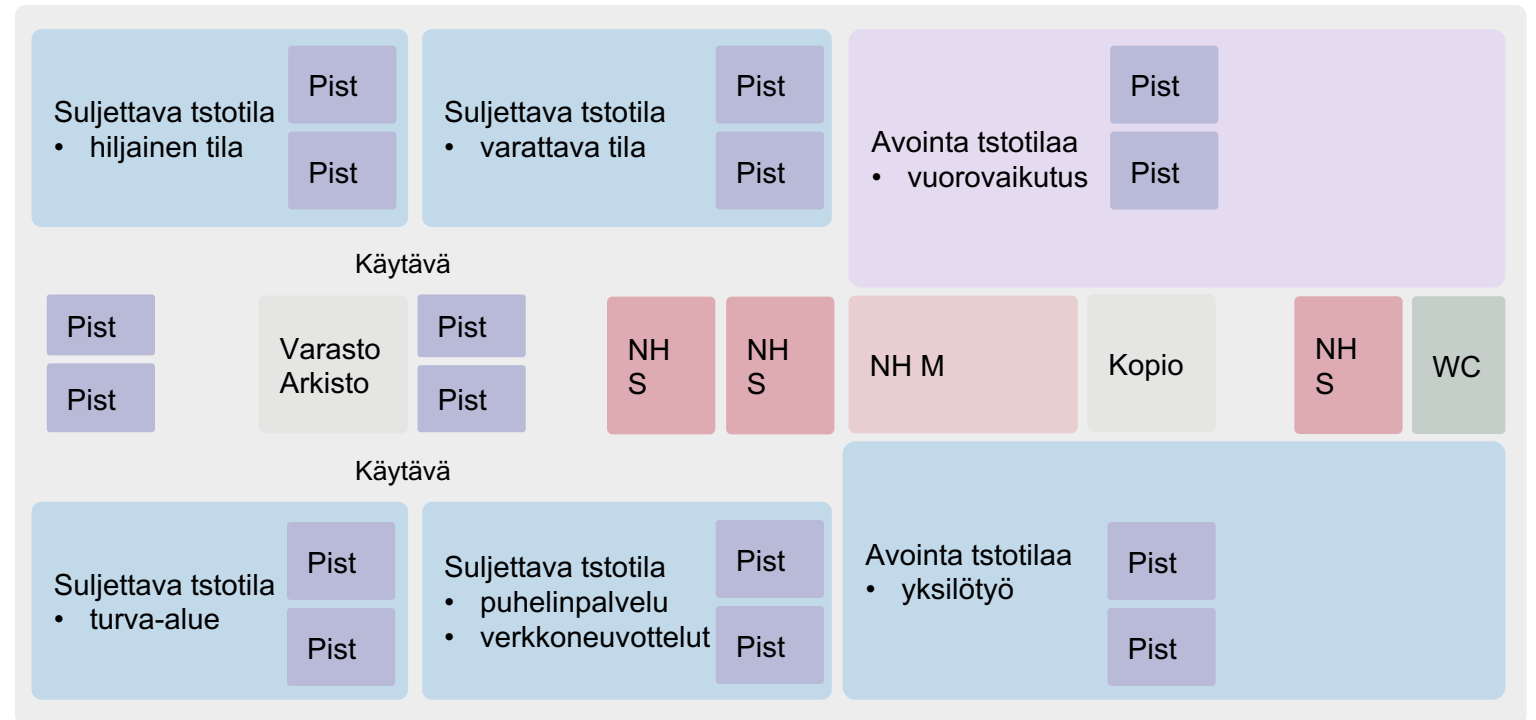 Suljettava tstotila
• hiljainen tila
Pist
Pist
Suljettava tstotila
• varattava tila
Pist
Pist
Avointa tstotilaa
• vuorovaikutus
Pist
Pist
Käytävä
Pist
Pist
Varasto
Arkisto
Pist
Pist
NH
S
NH
S
NH M
Kopio
NH
S
WC
Käytävä
Suljettava tstotila
• turva-alue
Pist
Pist
Suljettava tstotila
• puhelinpalvelu
• verkkoneuvottelut
Pist
Pist
Avointa tstotilaa
• yksilötyö
Pist
Pist